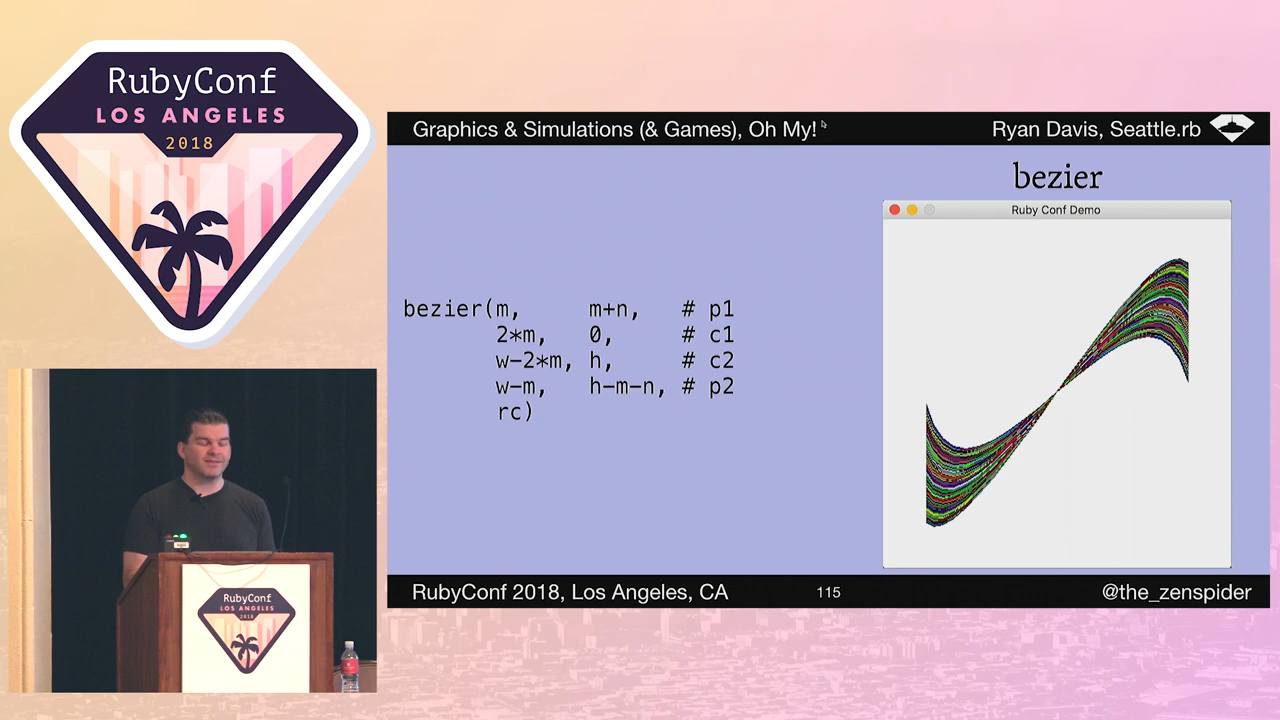 RubyConf
LOS ANGELES
2018
Graphics & Simulations (& Games), Oh My!
Ryan Davis, Seattle.rb
bezier
Ruby Conf Demo
bezier(m, m+n, # p1
2*m, 0, # c1
w-2*m, h, # c2
w-m, h-m-n, # p2
rc)
RubyConf 2018, Los Angeles, CA
115
@the_zenspider
RubyConf
LOS ANGELES
2018